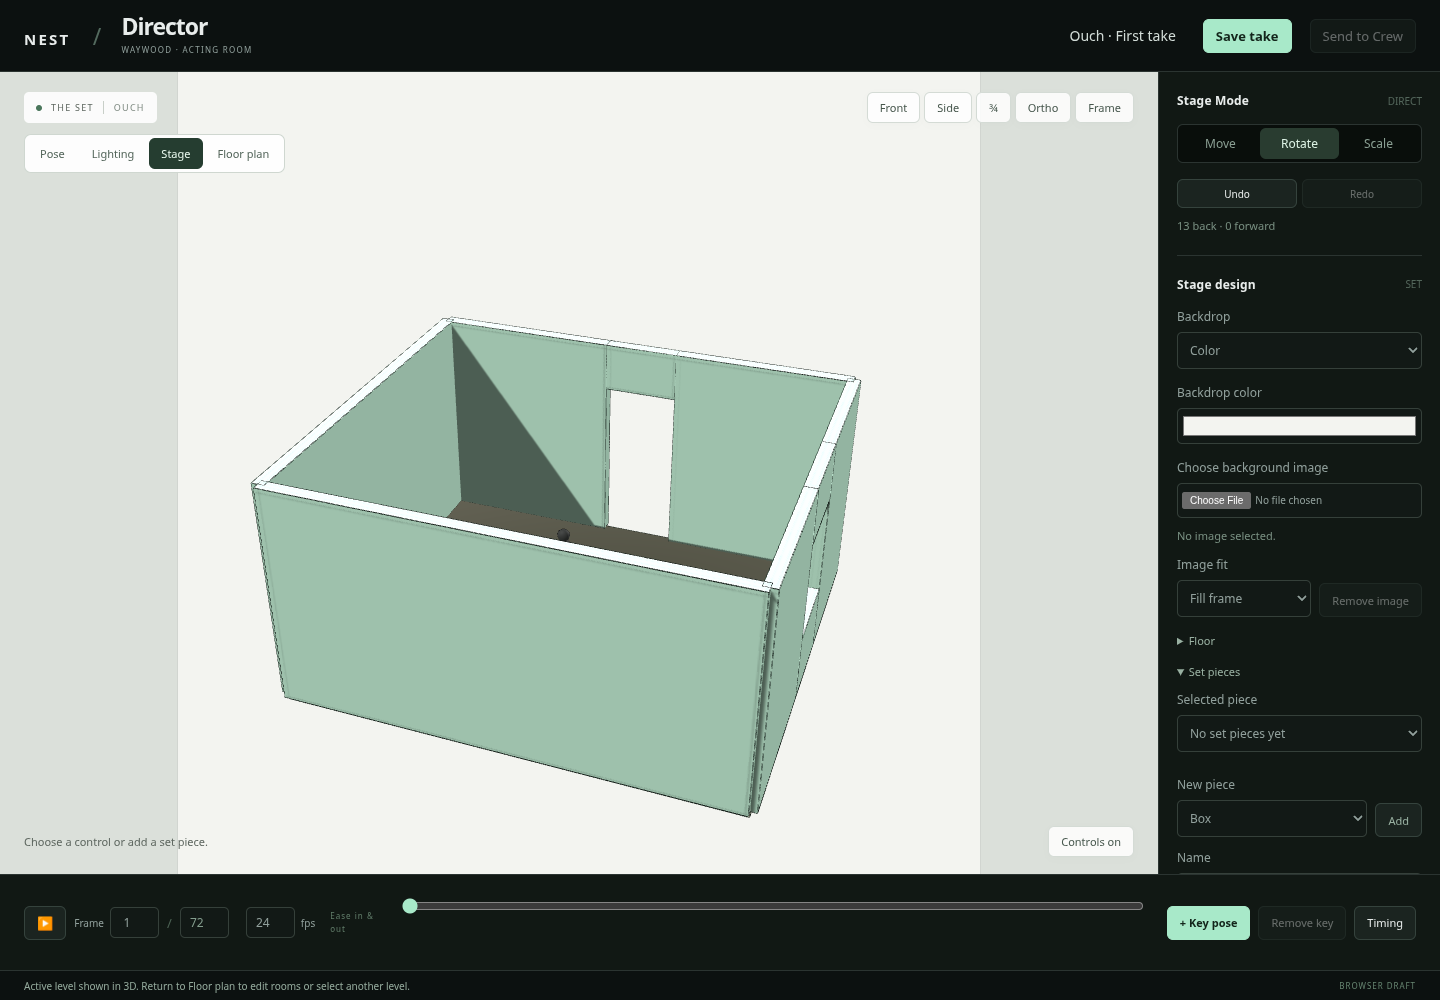 NEST / Director
WAYWOOD · ACTING ROOM
Ouch · First take
Save take
Send to Crew
THE SET | OUCH
Front
Side
¾
Ortho
Frame
Pose
Lighting
Stage
Floor plan
Choose a control or add a set piece.
Controls on
Stage Mode
DIRECT
Move
Rotate
Scale
Undo
Redo
13 back · 0 forward
Stage design
SET
Backdrop
Color
Backdrop color
Choose background image
Choose File No file chosen
No image selected.
Image fit
Fill frame
Remove image
Floor
Set pieces
Selected piece
No set pieces yet
New piece
Box
Add
Name
Frame 1 / 72
24 fps
Ease in &
out
+ Key pose
Remove key
Timing
Active level shown in 3D. Return to Floor plan to edit rooms or select another level.
BROWSER DRAFT